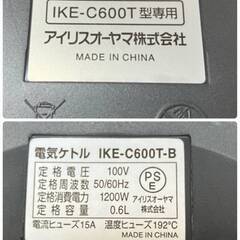 IKE-C600T型専用
アイリスオーヤマ株式会社
MADE IN CHINA
電気ケトル IKE-C600T-B
定格電圧 100V
定格周波数 50/60Hz
定格消費電力 1200W
定格容量 0.6L
PS
E
アイリスオーヤマ
株式会社
電流ヒューズ15A 温度ヒューズ192℃
MADE IN CHINA